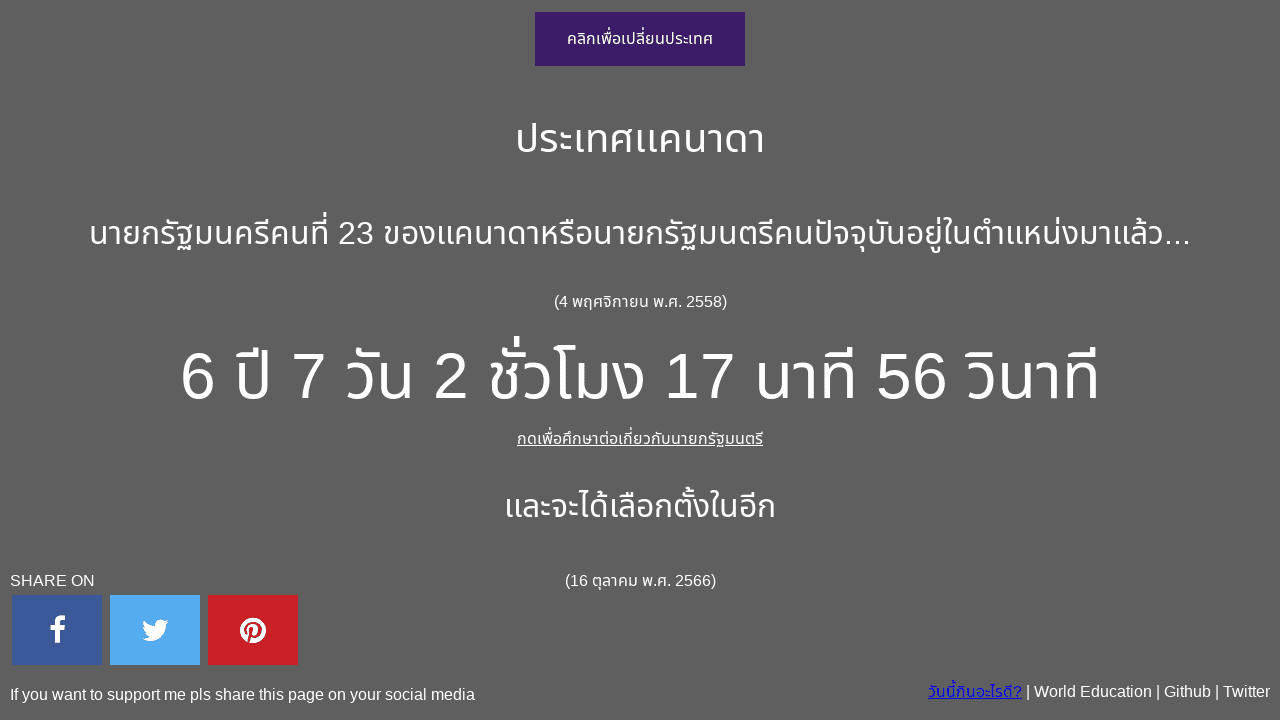 คลิกเพื่อเปลี่ยนประเทศ
ประเทศแคนาดา
นายกรัฐมนครีคนที่ 23 ของแคนาดาหรือนายกรัฐมนตรีคนปัจจุบันอยู่ในตำแหน่งมาแล้ว...
(4 พฤศจิกายน พ.ศ. 2558)
6 ปี 7 วัน 2 ชั่วโมง 17 นาที 56 วินาที
กดเพื่อศึกษาต่อเกี่ยวกับนายกรัฐมนตรี
และจะได้เลือกตั้งในอีก
(16 ตุลาคม พ.ศ. 2566)
SHARE ON
If you want to support me pls share this page on your social media
วันนี้กินอะไรดี? | World Education | Github | Twitter